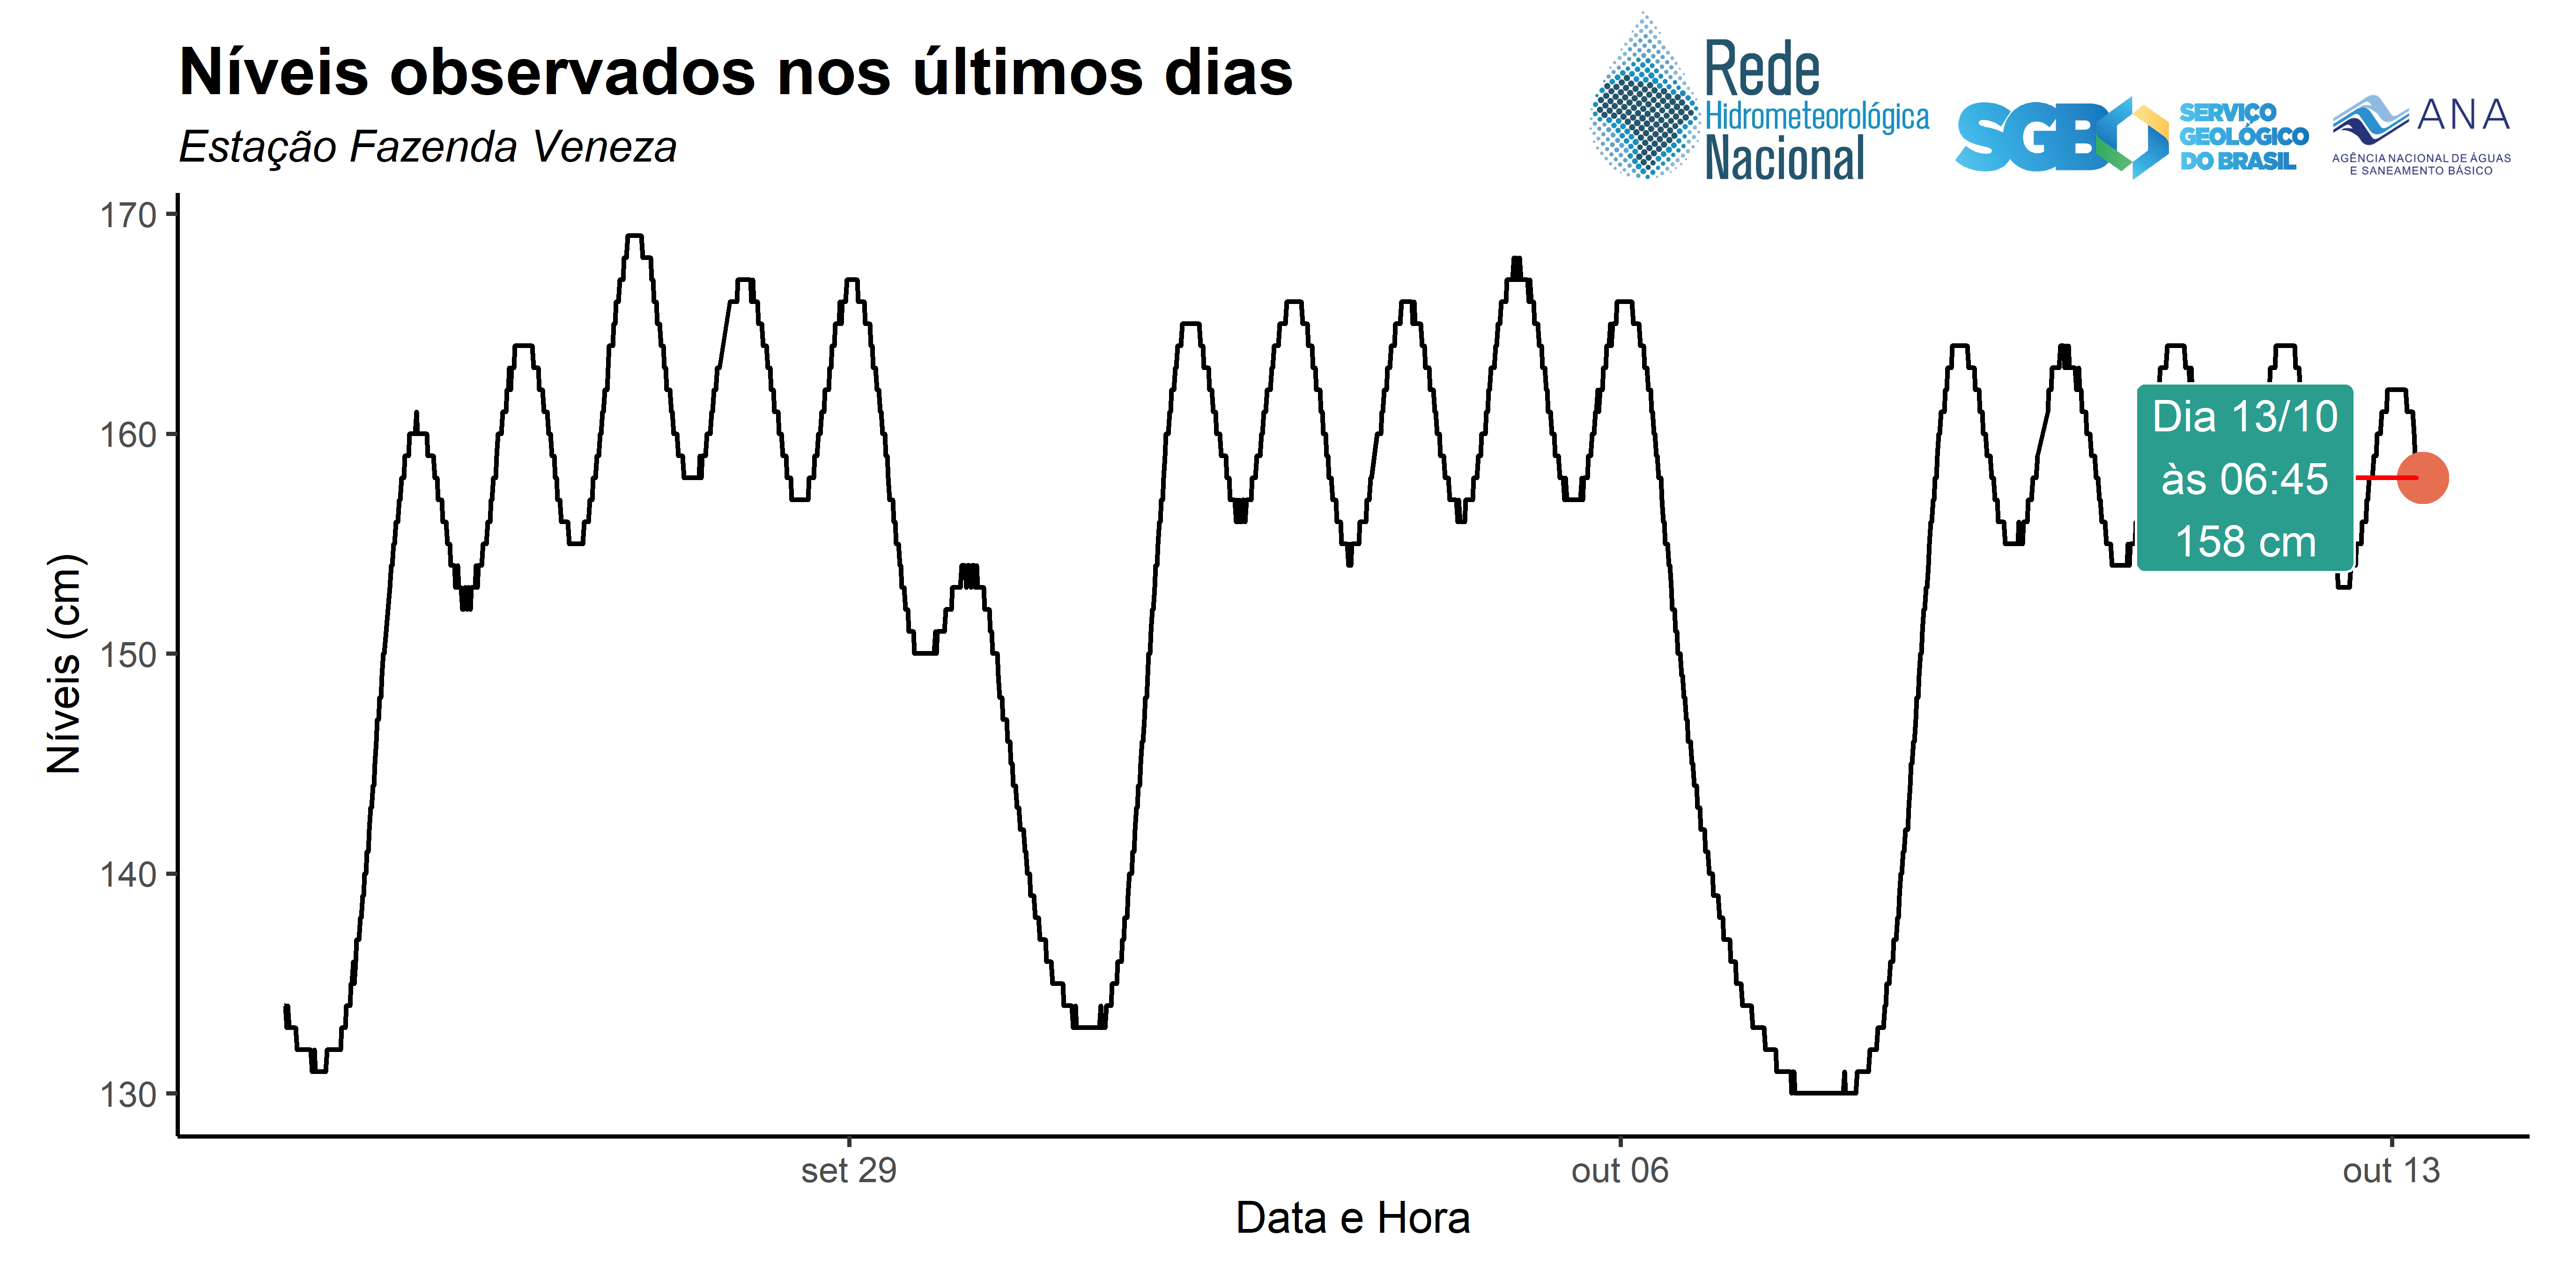 Níveis observados nos últimos dias
Estação Fazenda Veneza
Rede
Hidrometeorológica
Nacional
SGB
SERVIÇO
GEOLÓGICO
DO BRASIL
ANA
AGÊNCIA NACIONAL DE ÁGUAS
E SANEAMENTO BÁSICO
Níveis (cm)
170
160
150
140
130
Dia 13/10
às 06:45
158 cm
set 29
out 06
out 13
Data e Hora